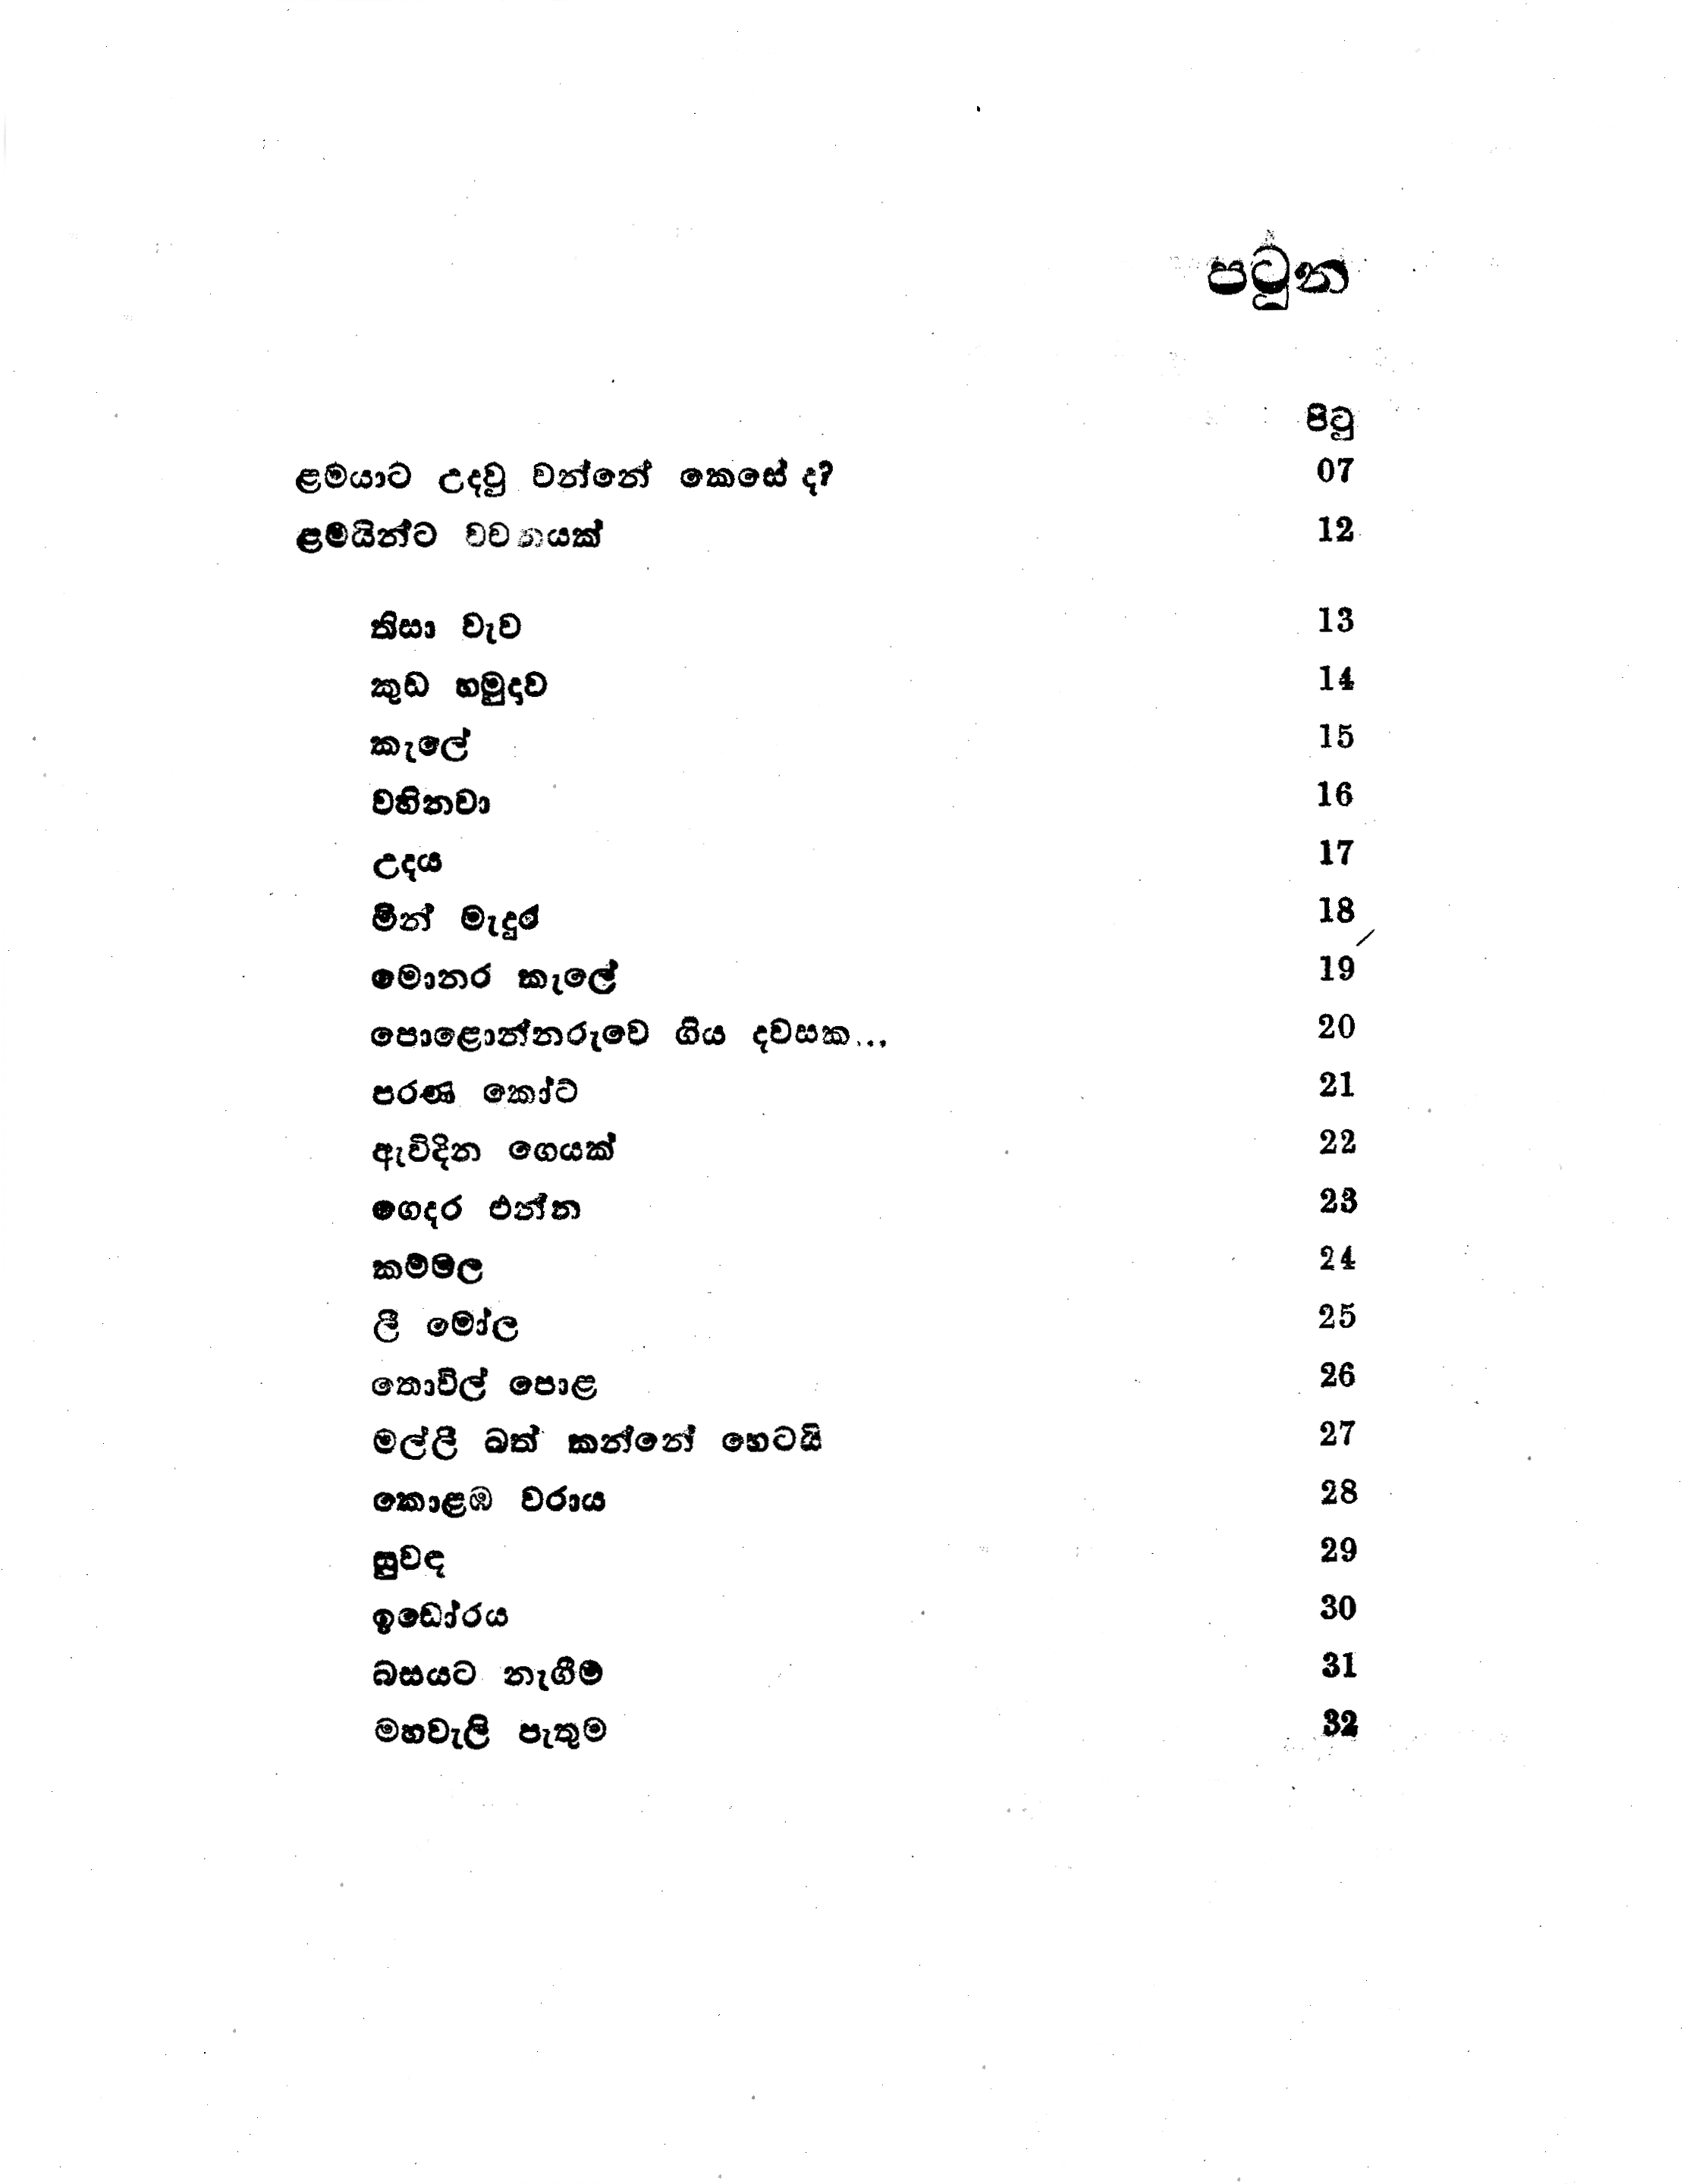 පටුන
පිටු
ළමයාට උදවු වන්නේ කෙසේ ද? 07
ළමයින්ට වචනයක් 12
තිසා වැව 13
කුඩ හමුදාව 14
කැලේ 15
වහිනවා 16
උදය 17
මීන් මැදුර 18
මොනර කැලේ 19
පොළොන්නරුවෙ ගිය දවසක... 20
පරණ කෝට් 21
ඇවිදින ගෙයක් 22
ගෙදර එන්න 23
කම්මල 24
ලී මෝල 25
තොවිල් පොළ 26
මල්ලී බත් කන්නේ හෙටයි 27
කොළඹ වරාය 28
සුවඳ 29
ඉඩෝරය 30
බසයට නැගීම 31
මහවැලි පැතුම 32